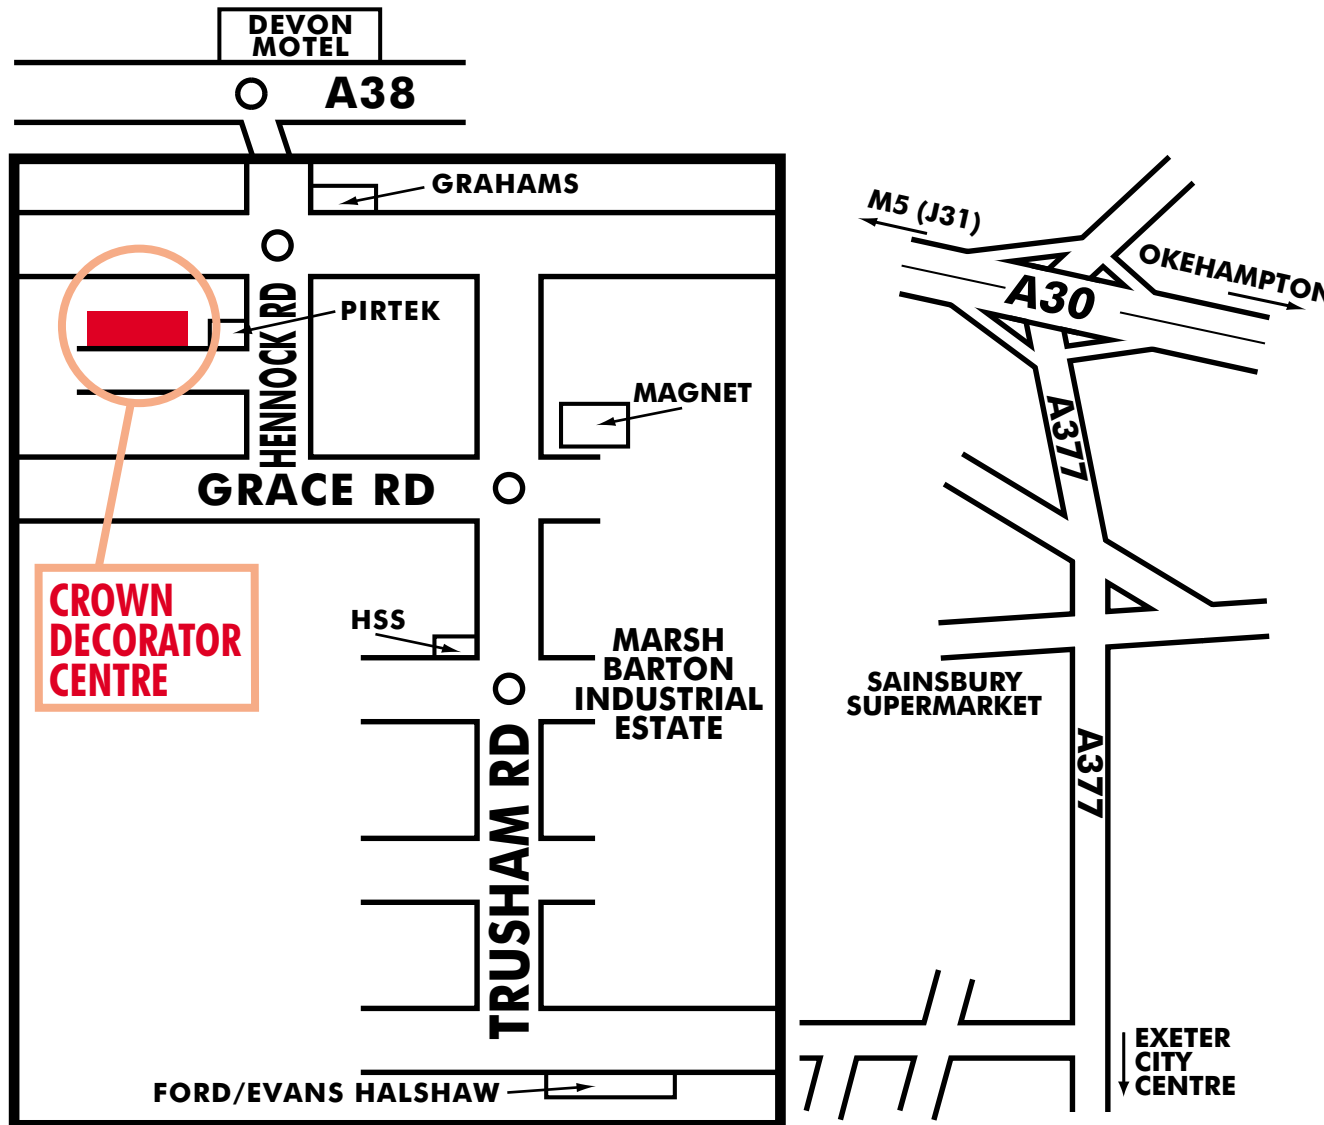 DEVON
MOTEL
A38
GRAHAMS
PIRTEK
HENNOCK RD
MAGNET
GRACE RD
CROWN
DECORATOR
CENTRE
HSS
MARSH
BARTON
INDUSTRIAL
ESTATE
TRUSHAM RD
FORD/EVANS HALSHAW
M5 (J31)
OKEHAMPTON
A30
A377
SAINSBURY
SUPERMARKET
A377
EXETER
CITY
CENTRE